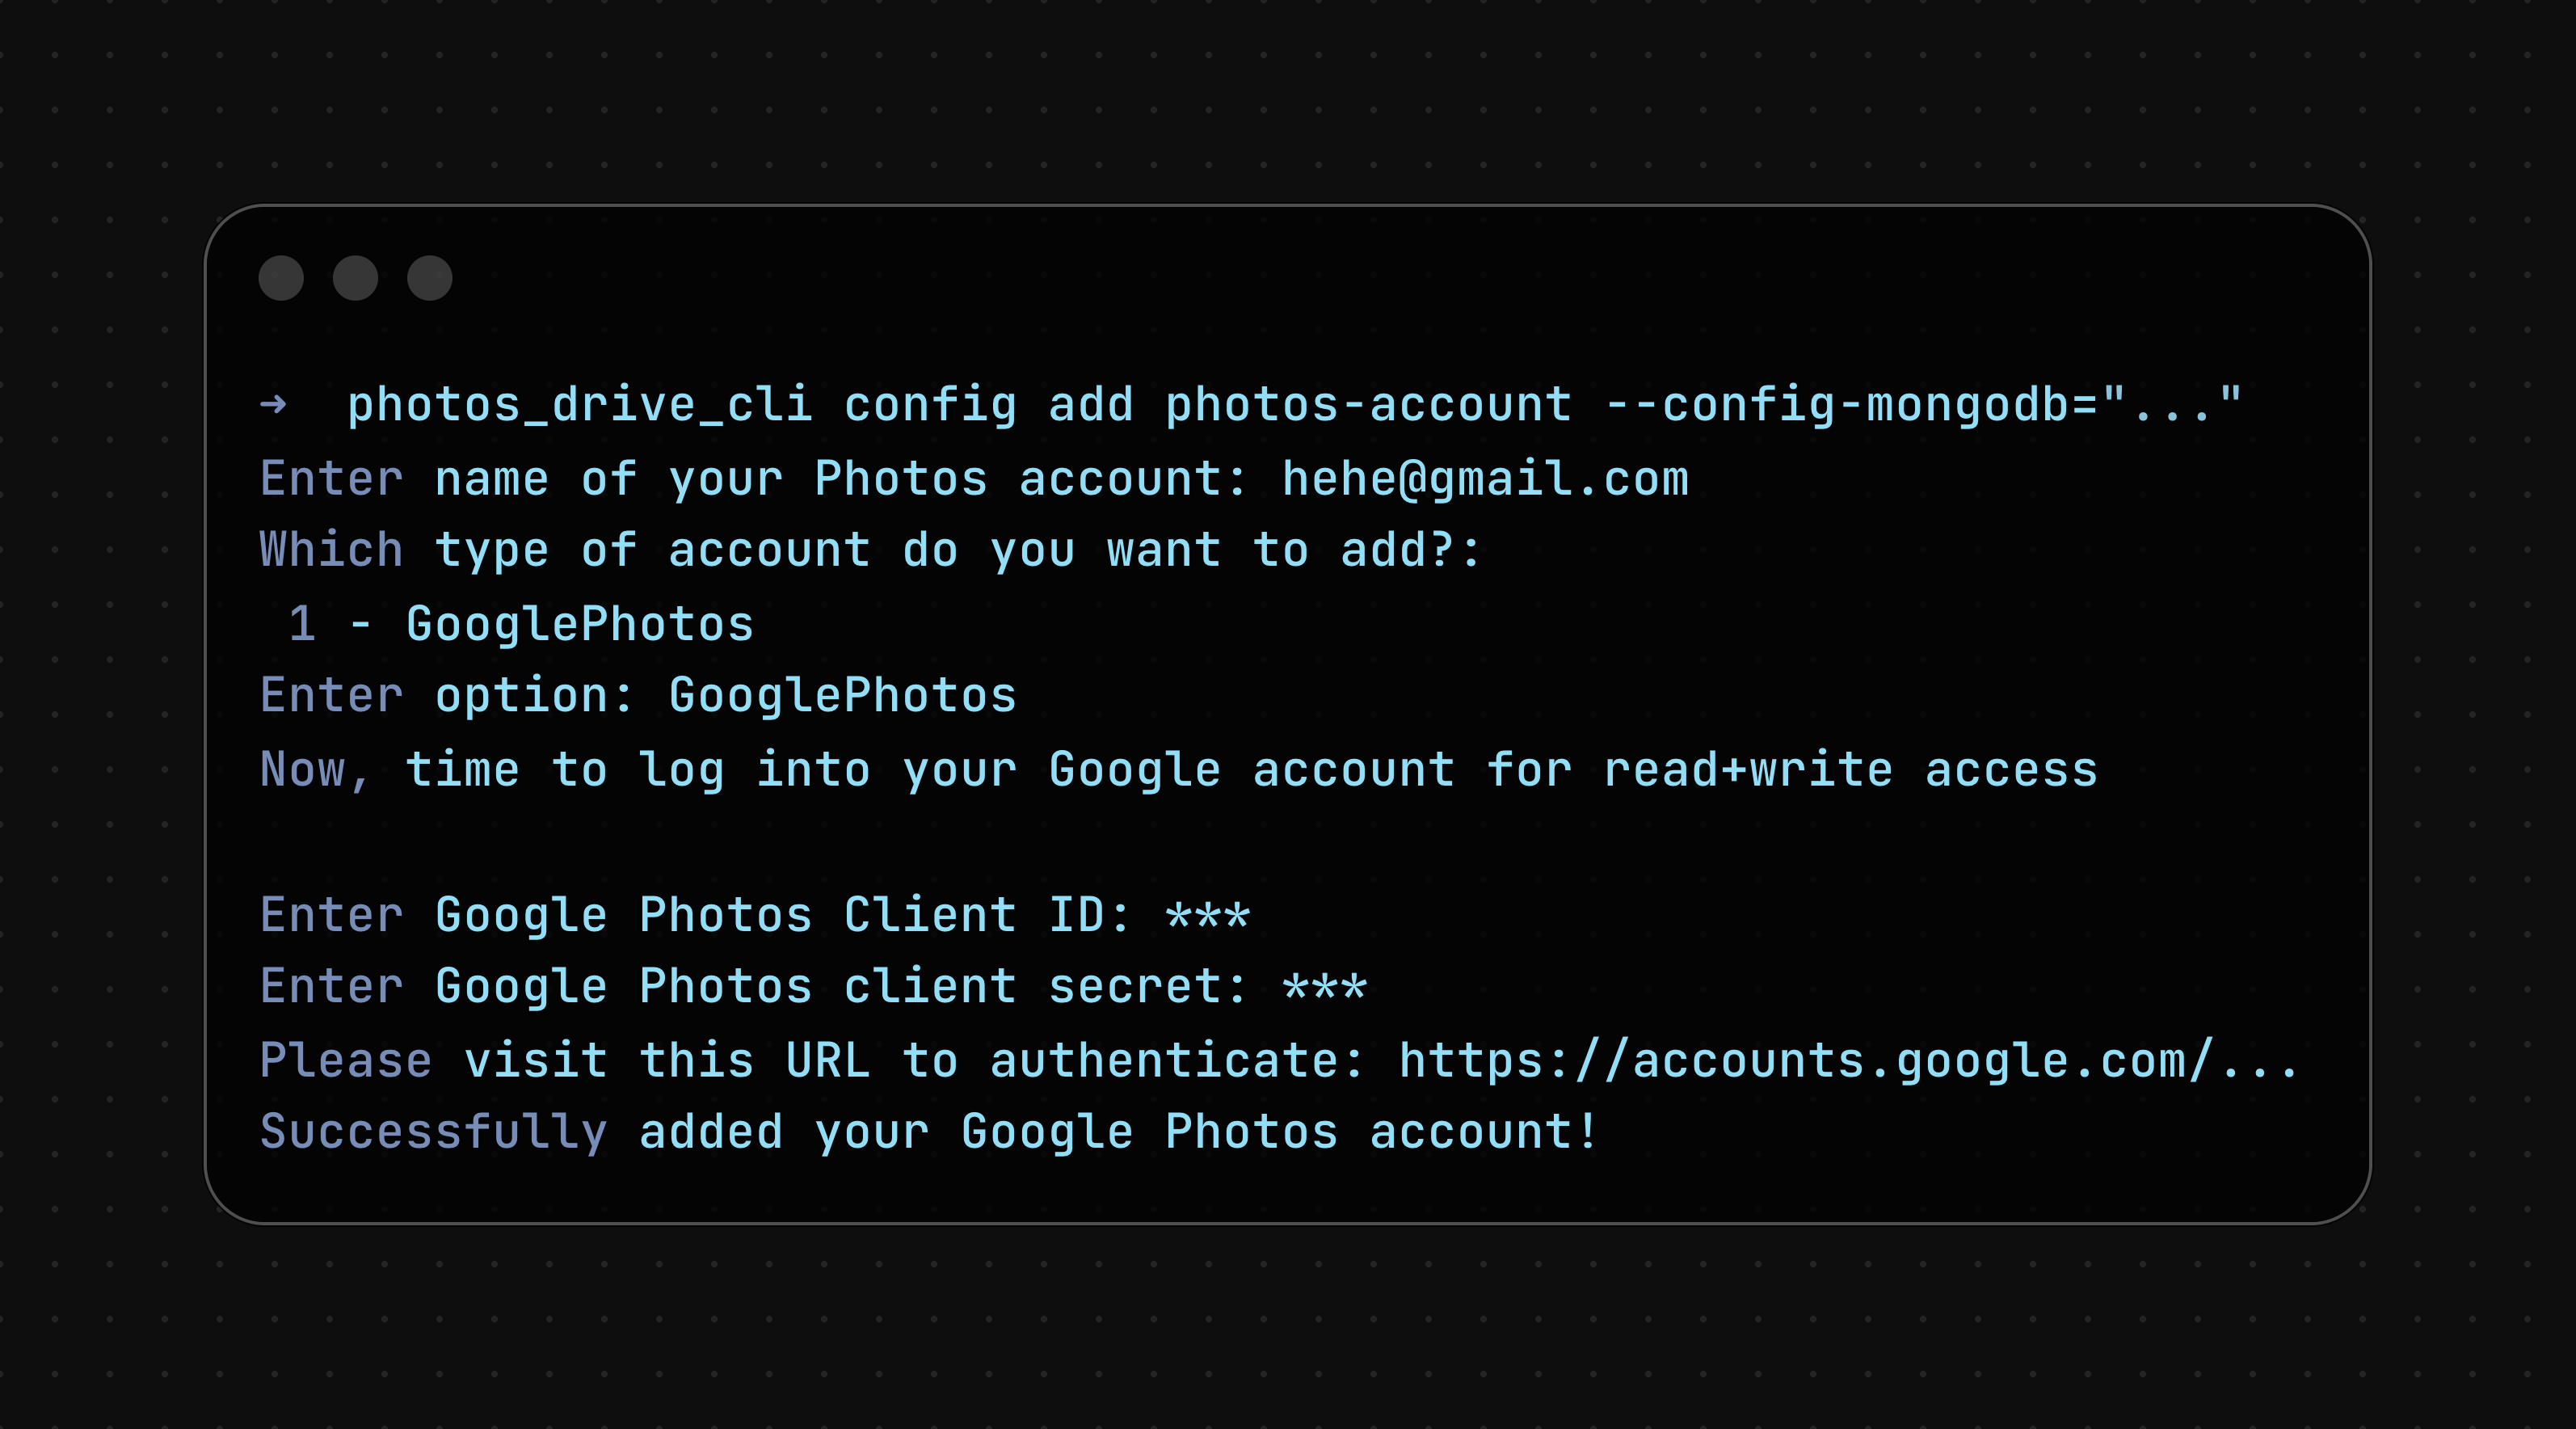 →  photos_drive_cli config add photos-account --config-mongodb="..."
Enter name of your Photos account: hehe@gmail.com
Which type of account do you want to add?:
 1 - GooglePhotos
Enter option: GooglePhotos
Now, time to log into your Google account for read+write access
Enter Google Photos Client ID: ***
Enter Google Photos client secret: ***
Please visit this URL to authenticate: https://accounts.google.com/...
Successfully added your Google Photos account!